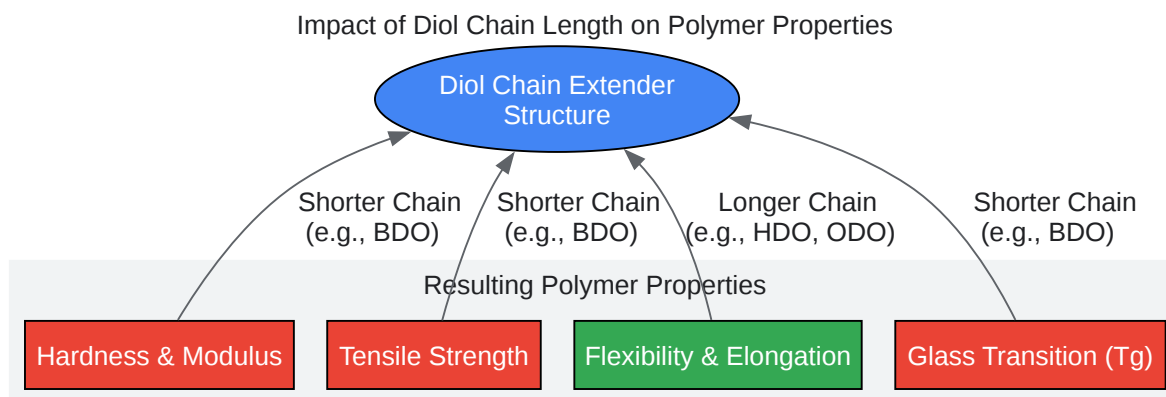 Impact of Diol Chain Length on Polymer Properties
Diol Chain Extender
Structure
Shorter Chain
(e.g., BDO)
Shorter Chain
(e.g., BDO)
Longer Chain
(e.g., HDO, ODO)
Shorter Chain
(e.g., BDO)
Resulting Polymer Properties
Hardness & Modulus
Tensile Strength
Flexibility & Elongation
Glass Transition (Tg)